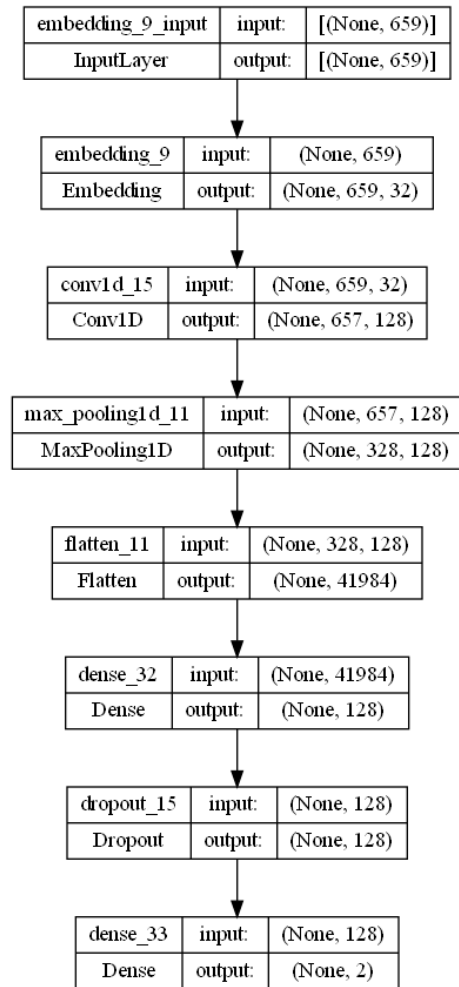 embedding_9_input input: [(None, 659)]
InputLayer output: [(None, 659)]
embedding_9 input: (None, 659)
Embedding output: (None, 659, 32)
conv1d_15 input: (None, 659, 32)
Conv1D output: (None, 657, 128)
max_pooling1d_11 input: (None, 657, 128)
MaxPooling1D output: (None, 328, 128)
flatten_11 input: (None, 328, 128)
Flatten output: (None, 41984)
dense_32 input: (None, 41984)
Dense output: (None, 128)
dropout_15 input: (None, 128)
Dropout output: (None, 128)
dense_33 input: (None, 128)
Dense output: (None, 2)